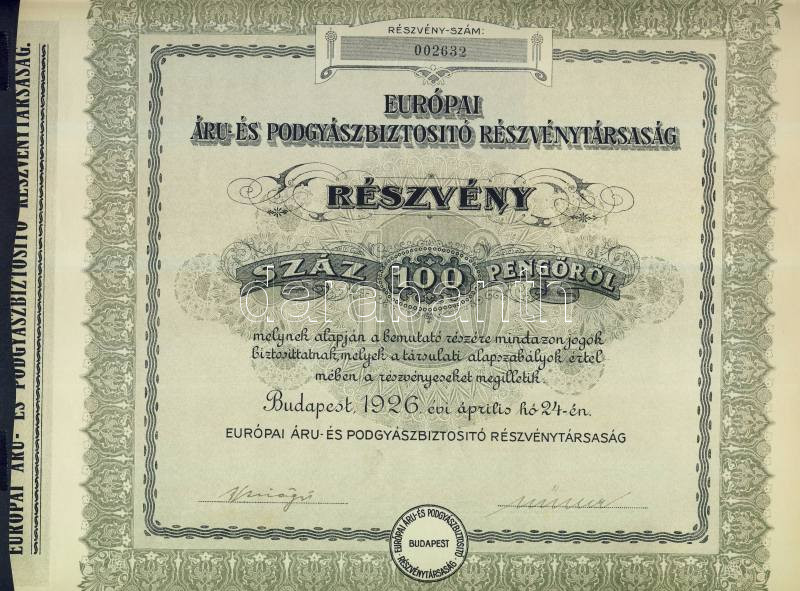 RÉSZVÉNY-SZÁM:
002632
EURÓPAI
ÁRU-ÉS PODGYÁSZBIZTOSITÓ RÉSZVÉNYTÁRSASÁG
RÉSZVÉNY
SZÁZ 100 PENGŐRŐL
darabanth
melynek alapján a bemutató részére mindazon jogok
biztosittatnak, melyek a társulati alapszabályok értel
mében a részvényeseket megilletik.
Budapest, 1926. évi április hó 24-én.
EURÓPAI ÁRU-ÉS PODGYÁSZBIZTOSITÓ RÉSZVÉNYTÁRSASÁG
EURÓPAI ÁRU-ÉS PODGYÁSZBIZTOSITÓ
BUDAPEST
RÉSZVÉNYTÁRSASÁG
EURÓPAI ÁRU- ÉS PODGYÁSZBIZTOSITÓ RÉSZVÉNYTÁRSASÁG.